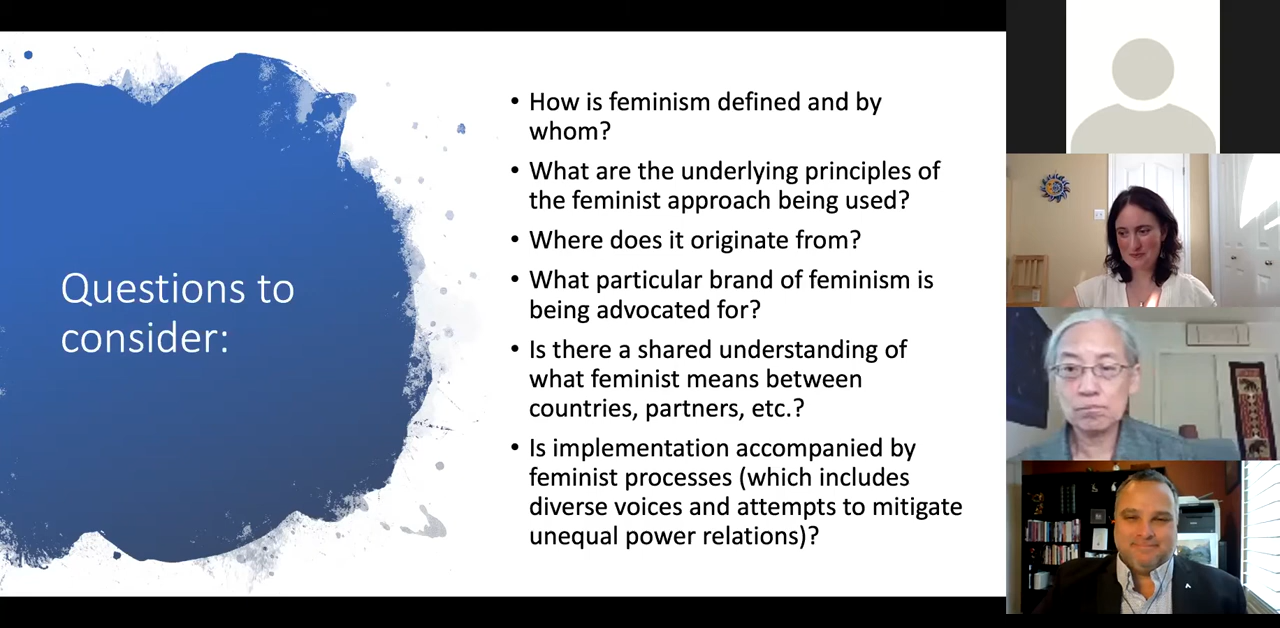 Questions to
consider:
• How is feminism defined and by
whom?
• What are the underlying principles of
the feminist approach being used?
• Where does it originate from?
• What particular brand of feminism is
being advocated for?
• Is there a shared understanding of
what feminist means between
countries, partners, etc.?
• Is implementation accompanied by
feminist processes (which includes
diverse voices and attempts to mitigate
unequal power relations)?